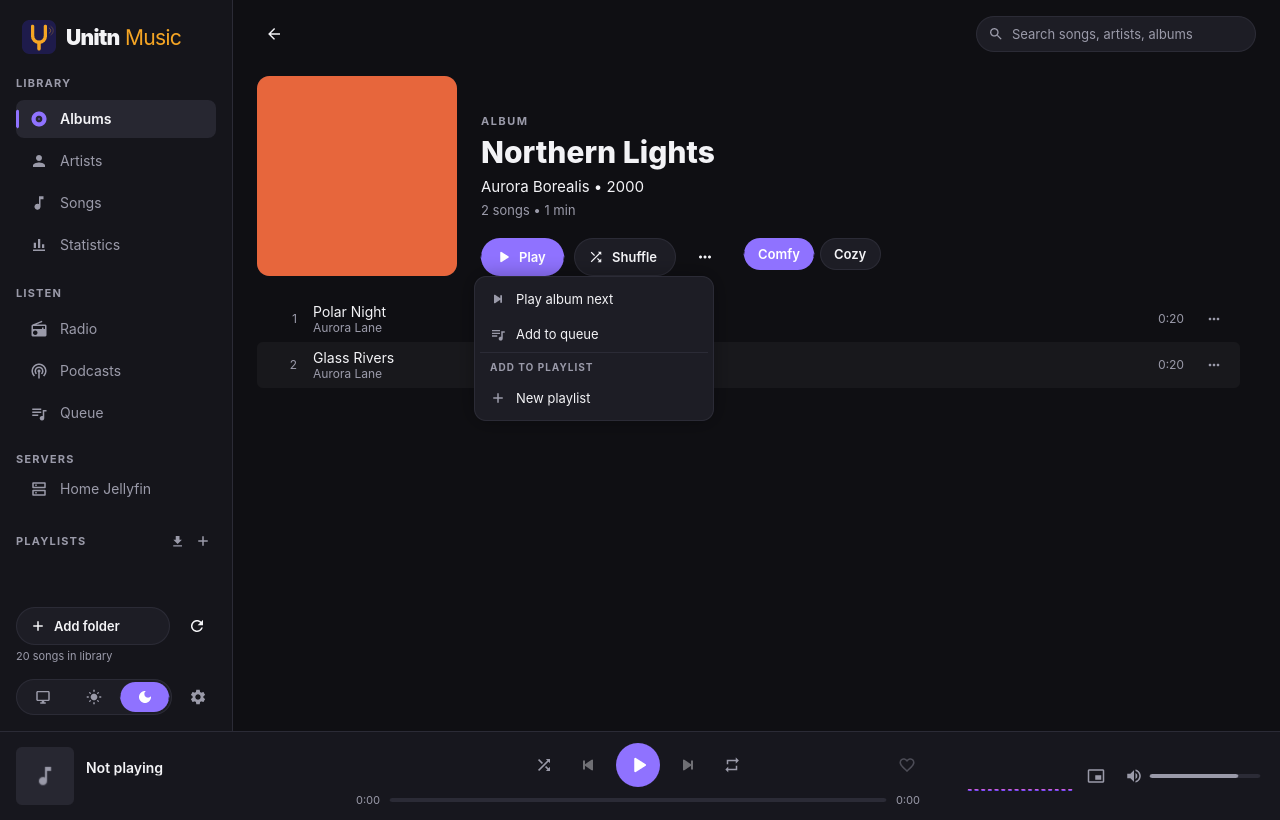 Unitn Music
LIBRARY
Albums
Artists
Songs
Statistics
LISTEN
Radio
Podcasts
Queue
SERVERS
Home Jellyfin
PLAYLISTS
Add folder
20 songs in library
Search songs, artists, albums
ALBUM
Northern Lights
Aurora Borealis • 2000
2 songs • 1 min
Play
Shuffle
Comfy
Cozy
Play album next
Add to queue
ADD TO PLAYLIST
New playlist
1 Polar Night 0:20
Aurora Lane
2 Glass Rivers 0:20
Aurora Lane
Not playing
0:00
0:00